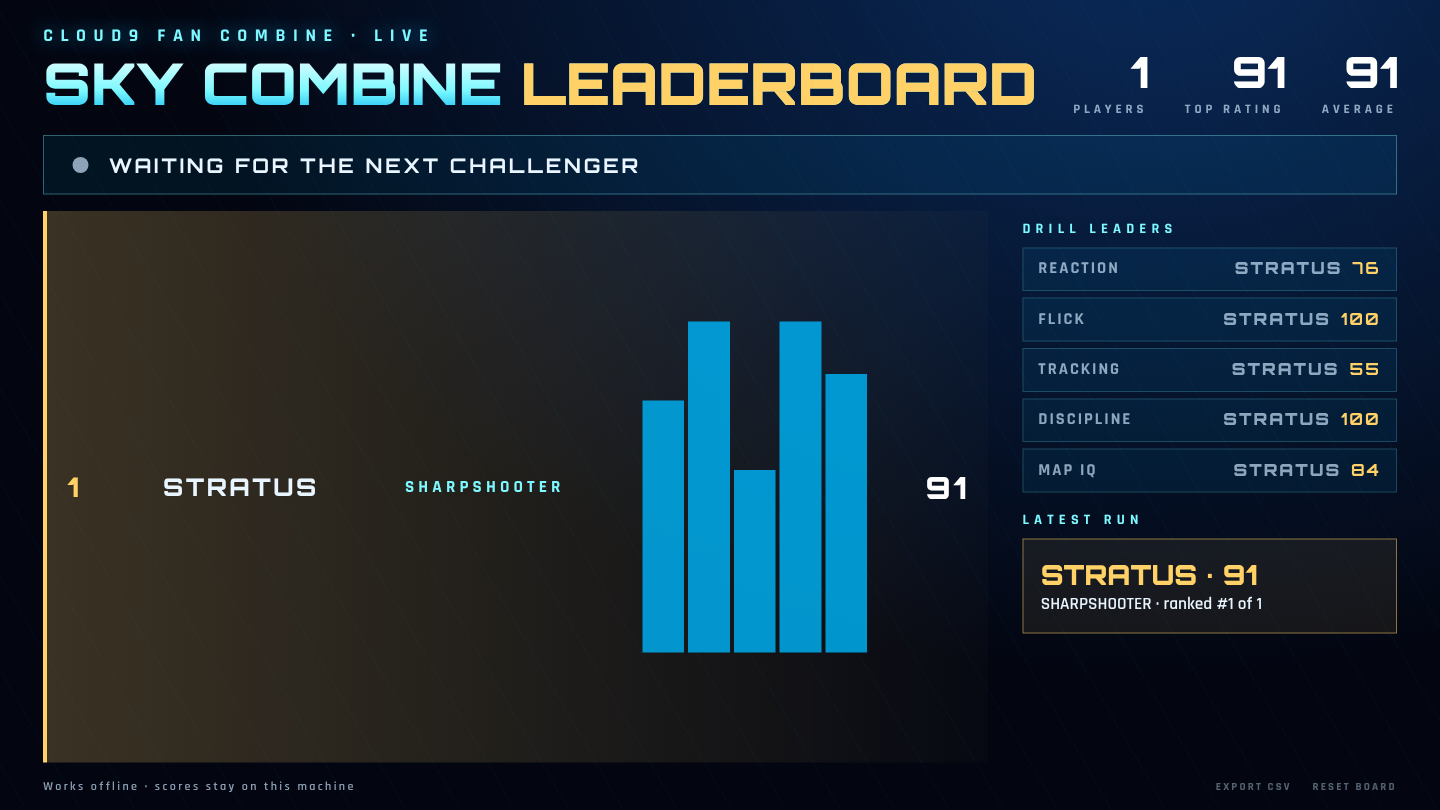 CLOUD9 FAN COMBINE · LIVE
SKY COMBINE LEADERBOARD
1
PLAYERS
91
TOP RATING
91
AVERAGE
WAITING FOR THE NEXT CHALLENGER
1 STRATUS SHARPSHOOTER 91
DRILL LEADERS
REACTION STRATUS 76
FLICK STRATUS 100
TRACKING STRATUS 55
DISCIPLINE STRATUS 100
MAP IQ STRATUS 84
LATEST RUN
STRATUS · 91
SHARPSHOOTER · ranked #1 of 1
Works offline · scores stay on this machine
EXPORT CSV RESET BOARD